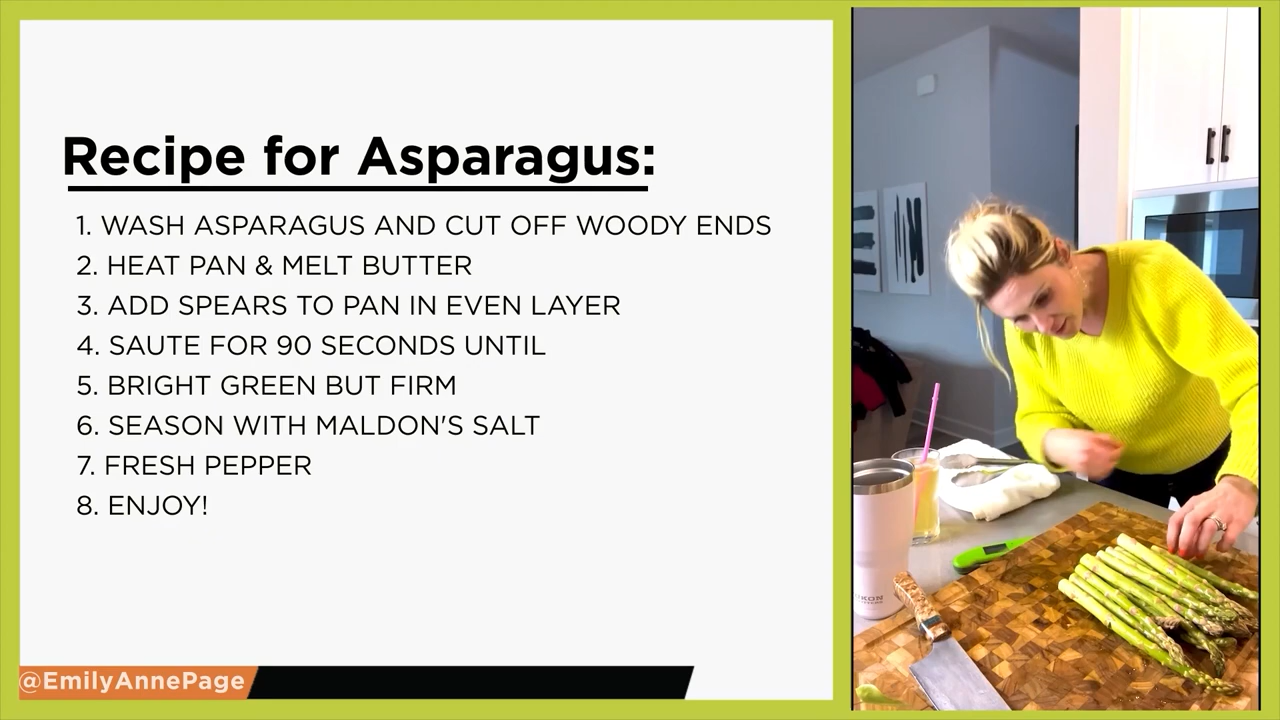 Recipe for Asparagus:
1. WASH ASPARAGUS AND CUT OFF WOODY ENDS
2. HEAT PAN & MELT BUTTER
3. ADD SPEARS TO PAN IN EVEN LAYER
4. SAUTE FOR 90 SECONDS UNTIL
5. BRIGHT GREEN BUT FIRM
6. SEASON WITH MALDON'S SALT
7. FRESH PEPPER
8. ENJOY!
@EmilyAnnePage